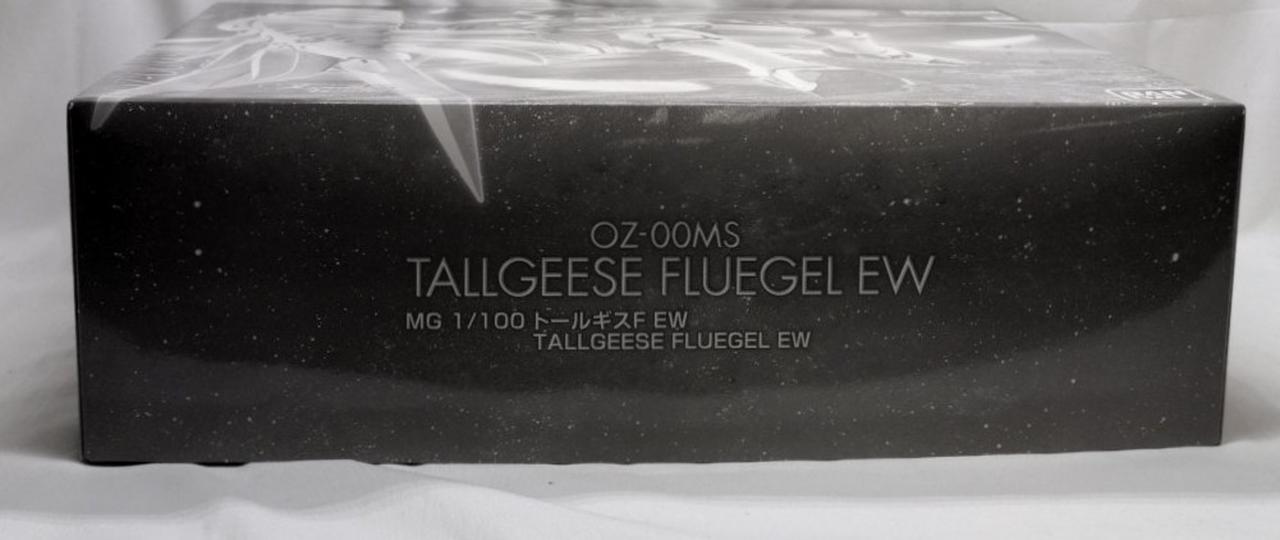 OZ-00MS
TALLGEESE FLUEGEL EW
MG 1/100 トールギスF EW
TALLGEESE FLUEGEL EW